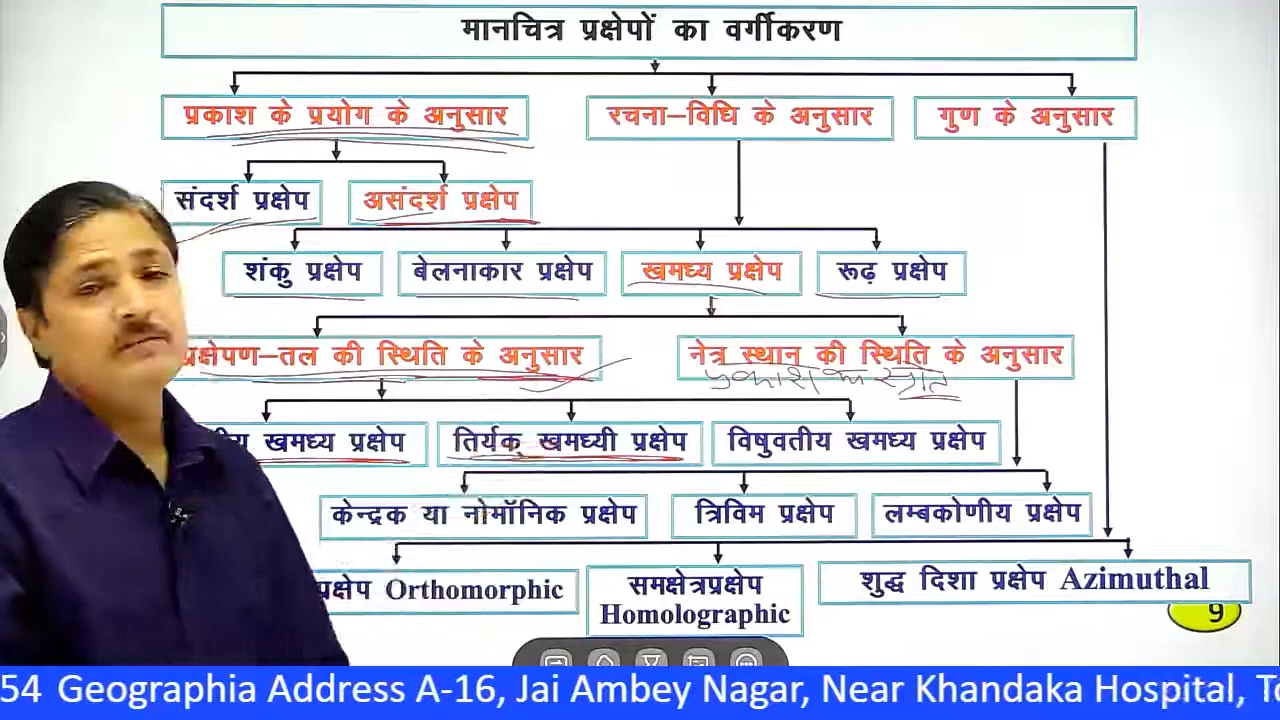 मानचित्र प्रक्षेपों का वर्गीकरण
प्रकाश के प्रयोग के अनुसार
रचना–विधि के अनुसार
गुण के अनुसार
संदर्श प्रक्षेप
असंदर्श प्रक्षेप
शंकु प्रक्षेप
बेलनाकार प्रक्षेप
खमध्य प्रक्षेप
रूढ़ प्रक्षेप
प्रक्षेपण–तल की स्थिति के अनुसार
नेत्र स्थान की स्थिति के अनुसार
प्रकाश का स्त्रोत
खमध्य प्रक्षेप
तिर्यक् खमध्यी प्रक्षेप
विषुवतीय खमध्य प्रक्षेप
केन्द्रक या नोमॉनिक प्रक्षेप
त्रिविम प्रक्षेप
लम्बकोणीय प्रक्षेप
प्रक्षेप Orthomorphic
समक्षेत्रप्रक्षेप
Homolographic
शुद्ध दिशा प्रक्षेप Azimuthal
9
54 Geographia Address A-16, Jai Ambey Nagar, Near Khandaka Hospital,